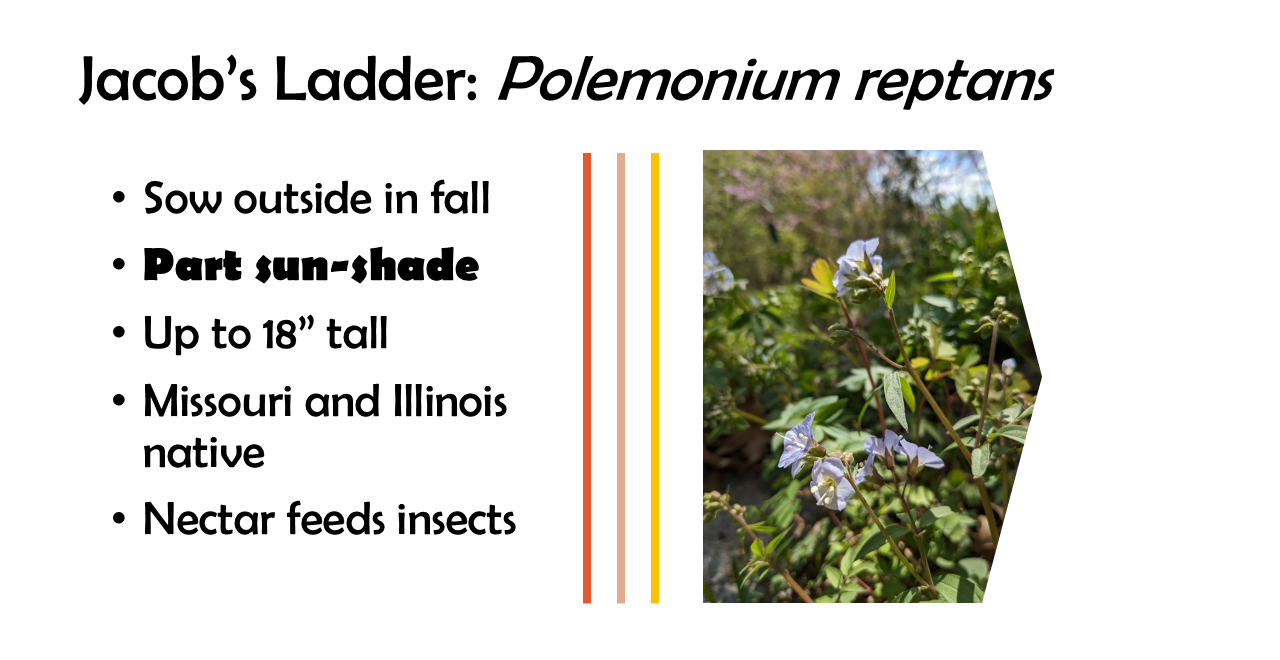 Jacob’s Ladder: Polemonium reptans
• Sow outside in fall
• Part sun-shade
• Up to 18” tall
• Missouri and Illinois
native
• Nectar feeds insects